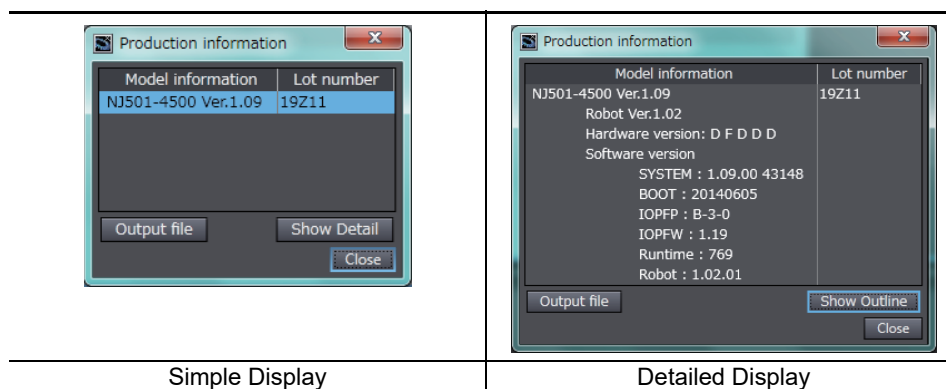 Production information
Model information Lot number
NJ501-4500 Ver.1.09 19Z11
Output file Show Detail
Close
Simple Display
Production information
Model information Lot number
NJ501-4500 Ver.1.09 19Z11
Robot Ver.1.02
Hardware version: D F D D D
Software version
SYSTEM : 1.09.00 43148
BOOT : 20140605
IOPFP : B-3-0
IOPFW : 1.19
Runtime : 769
Robot : 1.02.01
Output file Show Outline
Close
Detailed Display